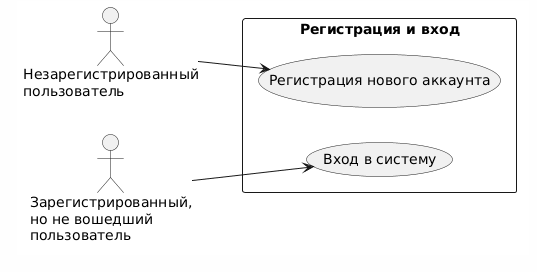 Регистрация и вход
Незарегистрированный
пользователь
Регистрация нового аккаунта
Вход в систему
Зарегистрированный,
но не вошедший
пользователь